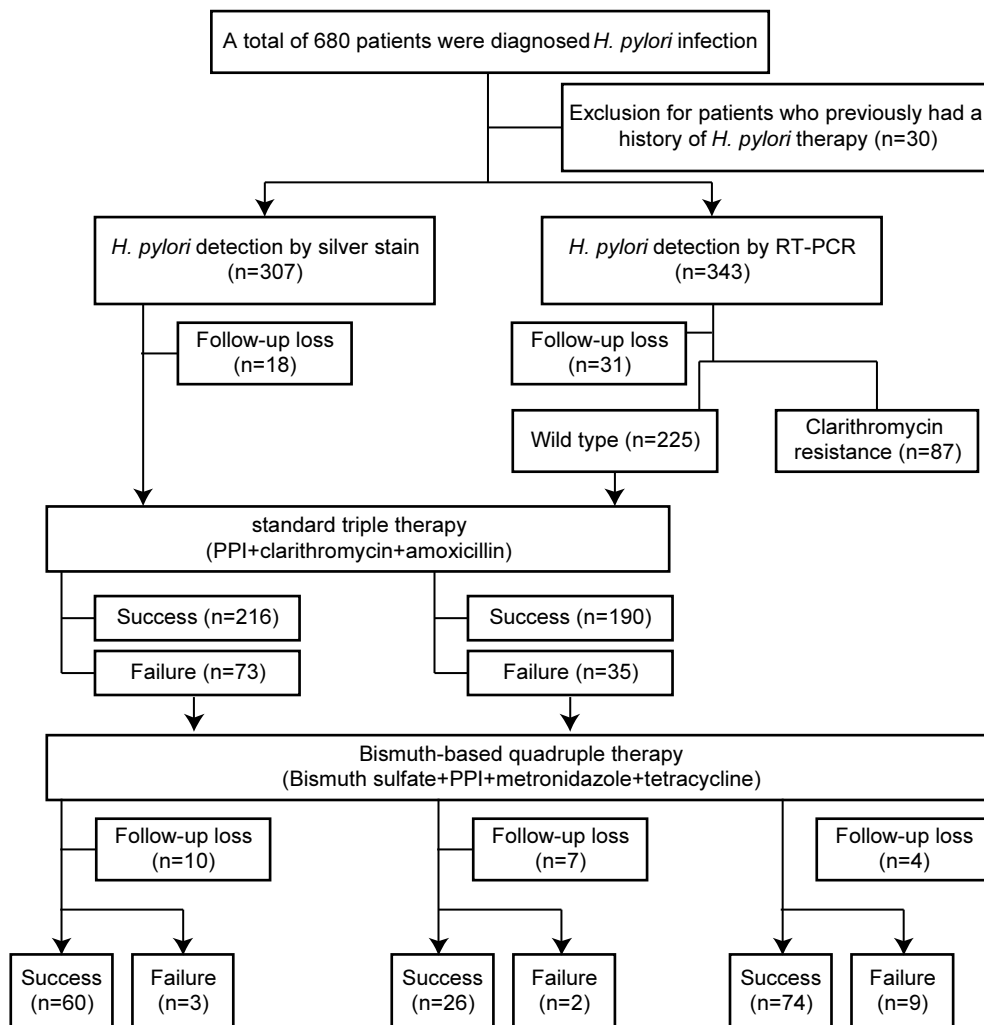 A total of 680 patients were diagnosed H. pylori infection
Exclusion for patients who previously had a
history of H. pylori therapy (n=30)
H. pylori detection by silver stain
(n=307)
H. pylori detection by RT-PCR
(n=343)
Follow-up loss
(n=18)
Follow-up loss
(n=31)
Wild type (n=225)
Clarithromycin
resistance (n=87)
standard triple therapy
(PPI+clarithromycin+amoxicillin)
Success (n=216)
Success (n=190)
Failure (n=73)
Failure (n=35)
Bismuth-based quadruple therapy
(Bismuth sulfate+PPI+metronidazole+tetracycline)
Follow-up loss
(n=10)
Follow-up loss
(n=7)
Follow-up loss
(n=4)
Success
(n=60)
Failure
(n=3)
Success
(n=26)
Failure
(n=2)
Success
(n=74)
Failure
(n=9)